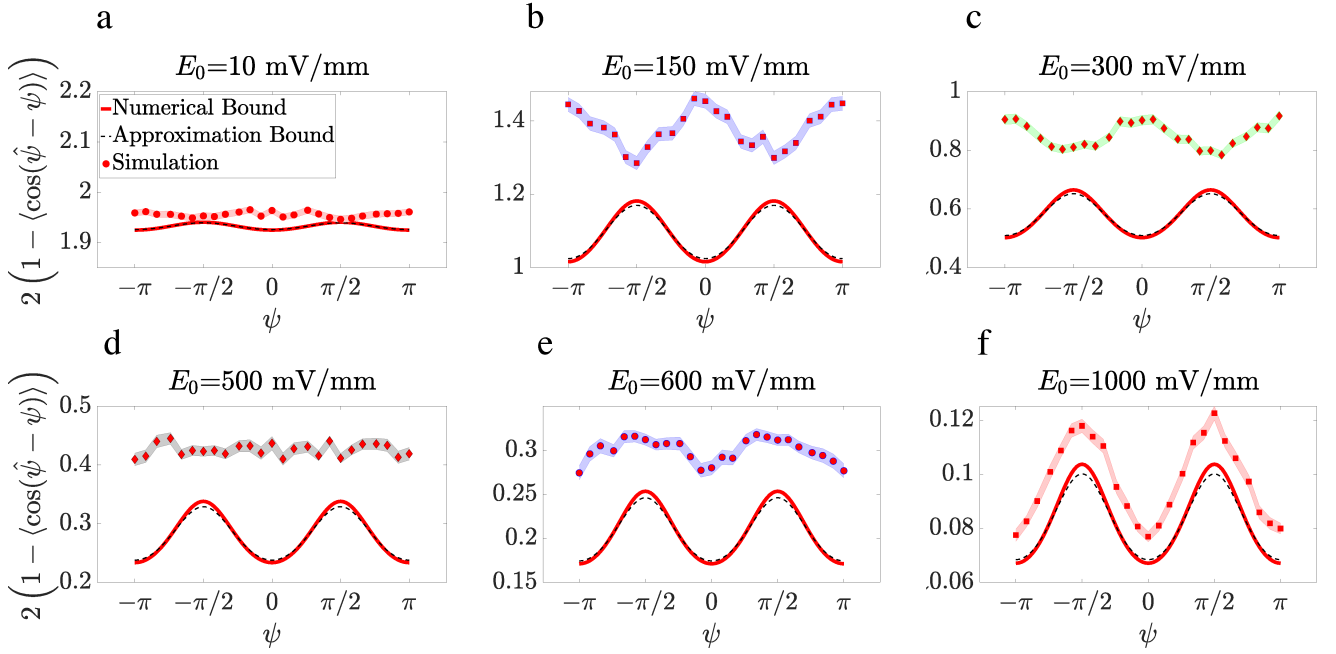 a
b
c
E₀=10 mV/mm
E₀=150 mV/mm
E₀=300 mV/mm
2 (1 − ⟨cos(ψ̂ − ψ)⟩)
2.2
2.1
2
1.9
Numerical Bound
Approximation Bound
Simulation
1.4
1.2
1
1
0.8
0.6
.4
−π −π/2 0 π/2 π
−π −π/2 0 π/2 π
−π −π/2 0 π/2 π
ψ
ψ
ψ
d
e
f
E₀=500 mV/mm
E₀=600 mV/mm
E₀=1000 mV/mm
2 (1 − ⟨cos(ψ̂ − ψ)⟩)
0.5
0.4
0.3
0.2
0.3
0.25
0.2
0.15
0.12
0.1
0.08
.06
−π −π/2 0 π/2 π
−π −π/2 0 π/2 π
−π −π/2 0 π/2 π
ψ
ψ
ψ